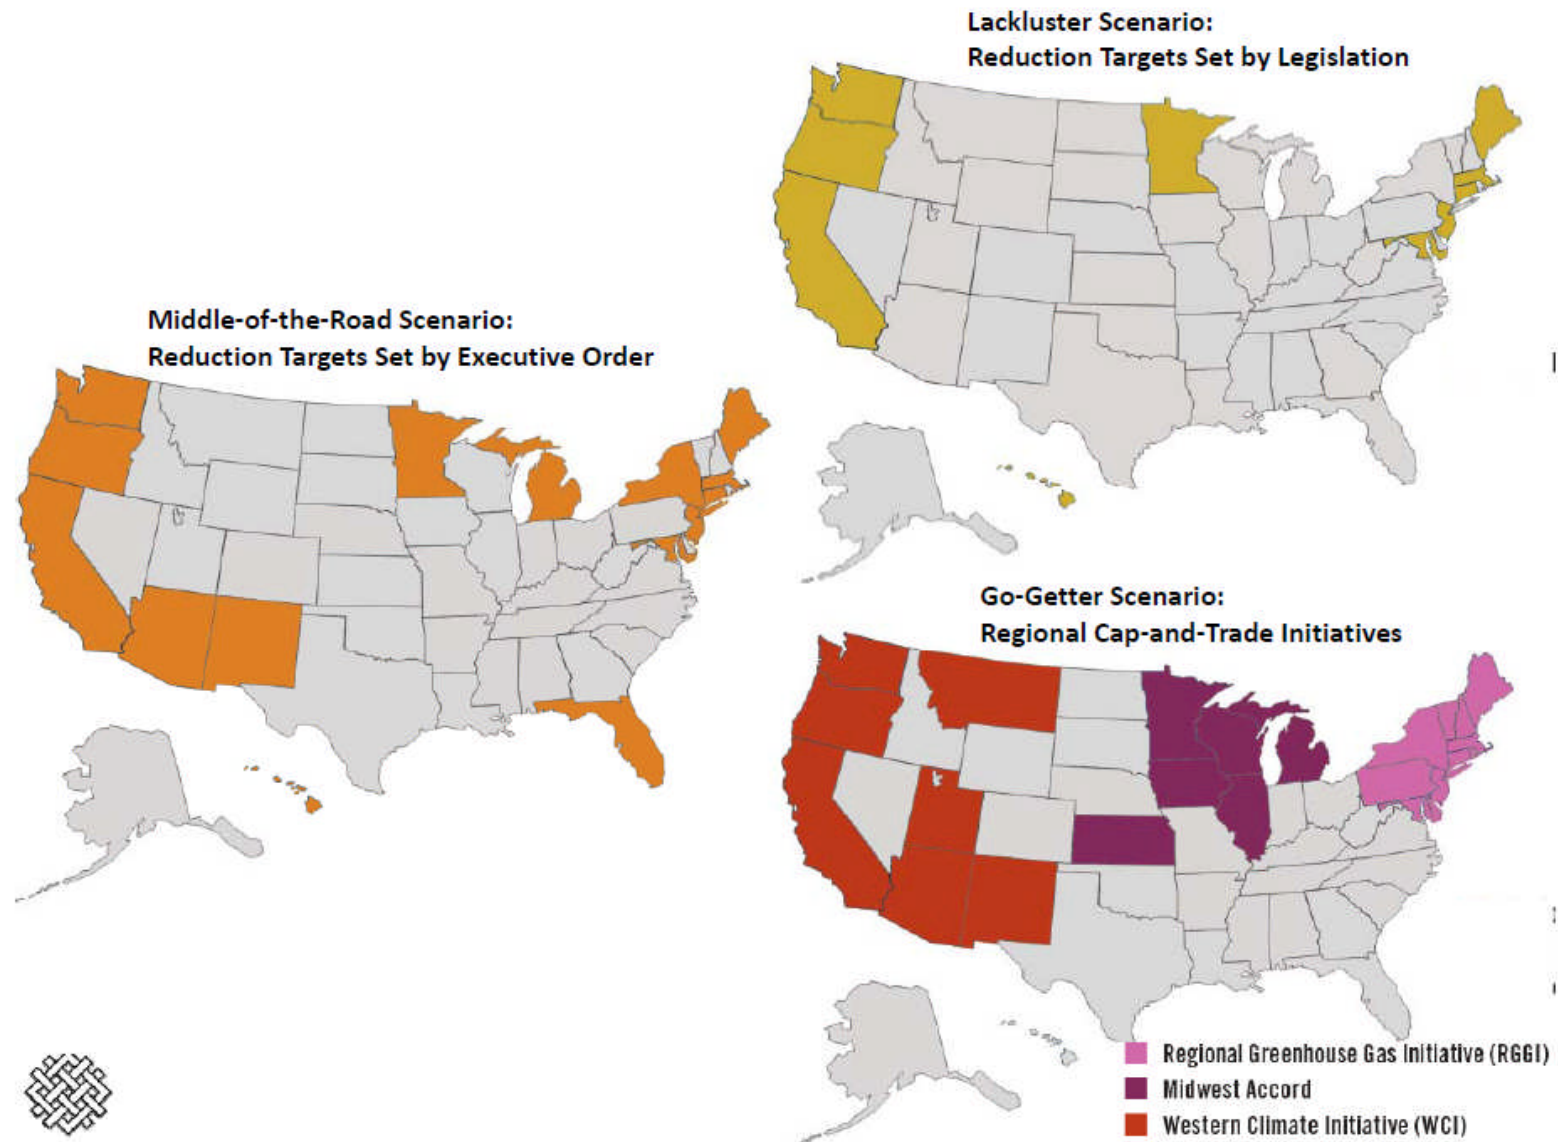 Lackluster Scenario:
Reduction Targets Set by Legislation
Middle-of-the-Road Scenario:
Reduction Targets Set by Executive Order
Go-Getter Scenario:
Regional Cap-and-Trade Initiatives
Regional Greenhouse Gas Initiative (RGGI)
Midwest Accord
Western Climate Initiative (WCI)